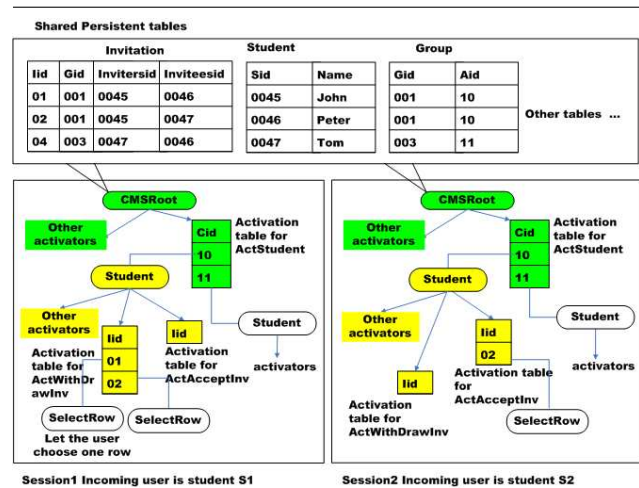 Shared Persistent tables
Invitation
Iid Gid Invitersid Inviteesid
01 001 0045 0046
02 001 0045 0047
04 003 0047 0046
Student
Sid Name
0045 John
0046 Peter
0047 Tom
Group
Gid Aid
001 10
001 10
003 11
Other tables ...
CMSRoot
Other
activators
Cid
10
11
Activation
table for
ActStudent
Student
Other
activators
Iid
01
02
Iid
Activation
table for
ActWithDr
awInv
Activation table for
ActAcceptInv
Student
activators
SelectRow
SelectRow
Let the user
choose one row
Session1 Incoming user is student S1
CMSRoot
Other
activators
Cid
10
11
Activation
table for
ActStudent
Student
Other
activators
Iid
Iid
02
Activation table
for
ActAcceptInv
Activation
table for
ActWithDrawInv
Student
activators
SelectRow
Session2 Incoming user is student S2